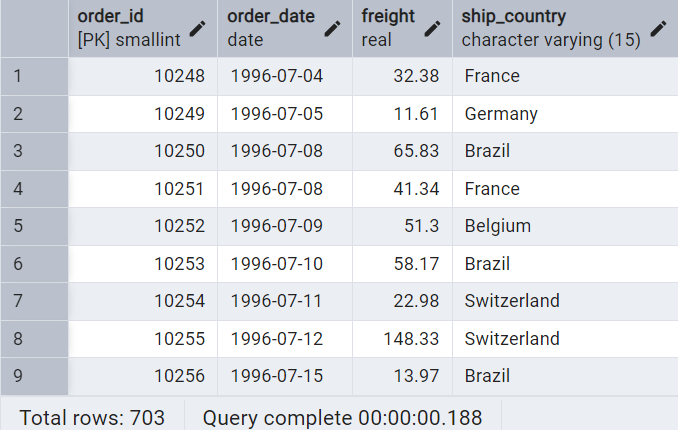 order_id order_date freight ship_country
[PK] smallint date real character varying (15)
1 10248 1996-07-04 32.38 France
2 10249 1996-07-05 11.61 Germany
3 10250 1996-07-08 65.83 Brazil
4 10251 1996-07-08 41.34 France
5 10252 1996-07-09 51.3 Belgium
6 10253 1996-07-10 58.17 Brazil
7 10254 1996-07-11 22.98 Switzerland
8 10255 1996-07-12 148.33 Switzerland
9 10256 1996-07-15 13.97 Brazil
Total rows: 703 Query complete 00:00:00.188